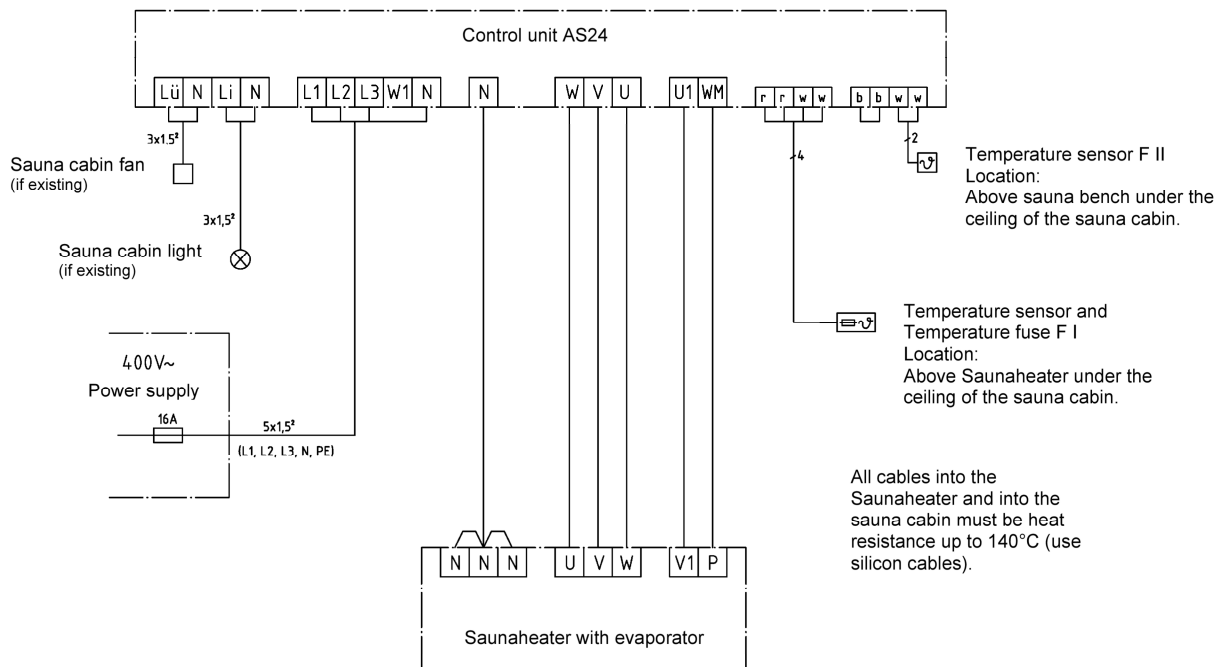 Control unit AS24
Lü N Li N L1 L2 L3 W1 N N W V U U1 WM r r w w b b w w
3x1.5²
2
Sauna cabin fan
(if existing)
4
Temperature sensor F II
Location:
Above sauna bench under the
ceiling of the sauna cabin.
3x1,5²
Sauna cabin light
(if existing)
Temperature sensor and
Temperature fuse F I
Location:
Above Saunaheater under the
ceiling of the sauna cabin.
400V~
Power supply
16A
5x1,5²
(L1, L2, L3, N, PE)
All cables into the
Saunaheater and into the
sauna cabin must be heat
resistance up to 140°C (use
silicon cables).
N N N U V W V1 P
Saunaheater with evaporator